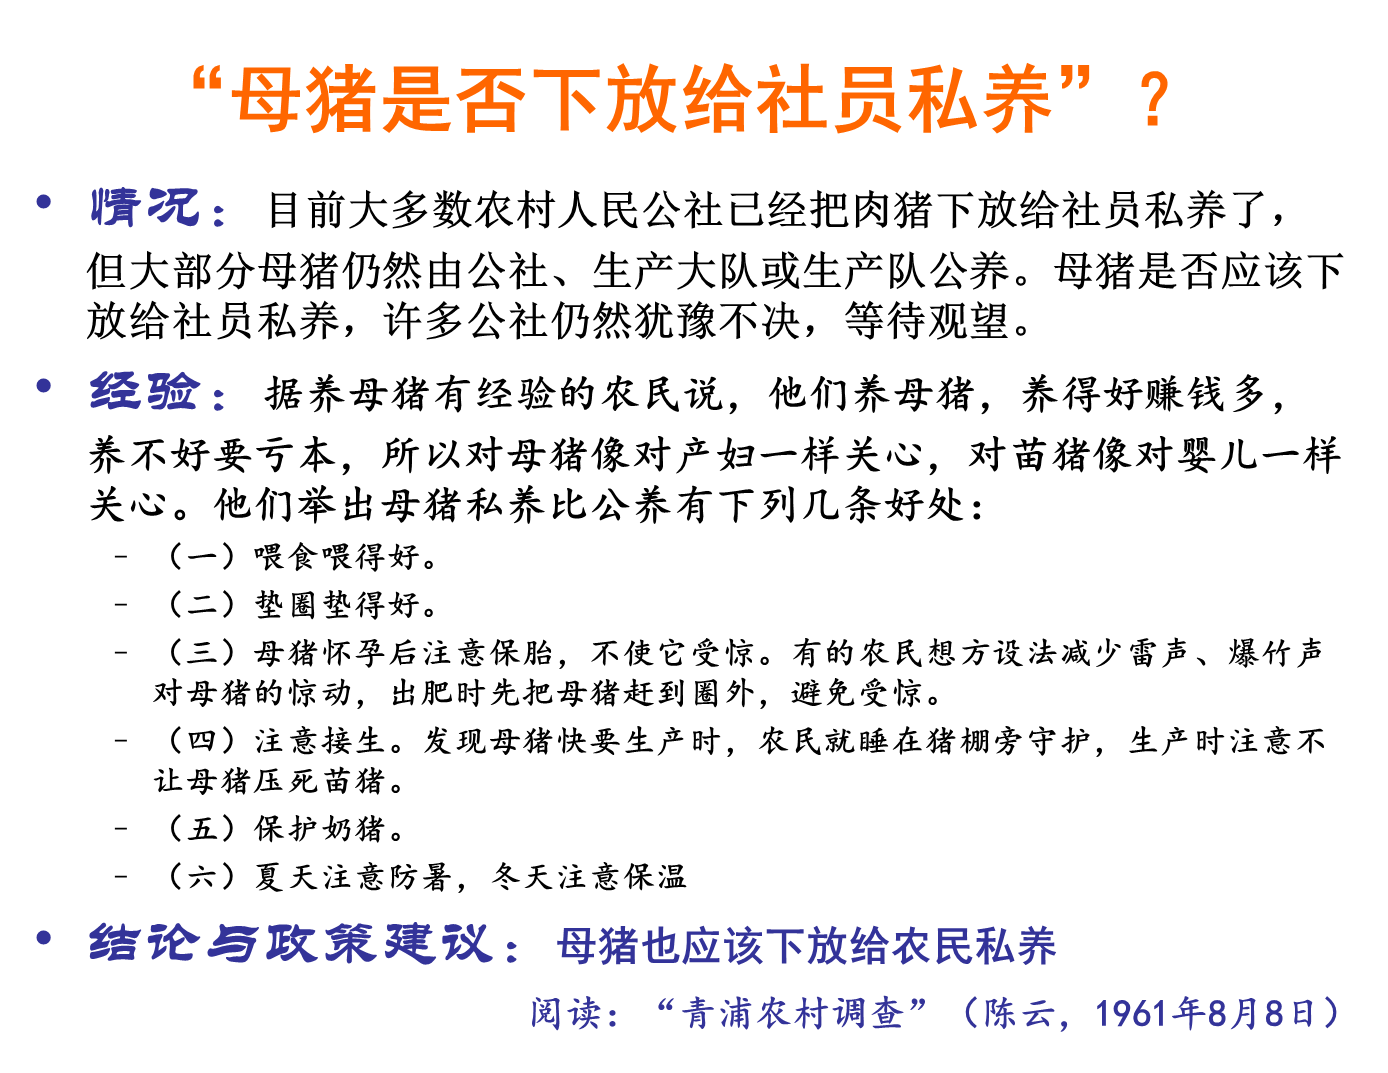 “母猪是否下放给社员私养”？
• 情况：目前大多数农村人民公社已经把肉猪下放给社员私养了，
但大部分母猪仍然由公社、生产大队或生产队公养。母猪是否应该下
放给社员私养，许多公社仍然犹豫不决，等待观望。
• 经验：据养母猪有经验的农民说，他们养母猪，养得好赚钱多，
养不好要亏本，所以对母猪像对产妇一样关心，对苗猪像对婴儿一样
关心。他们举出母猪私养比公养有下列几条好处：
– （一）喂食喂得好。
– （二）垫圈垫得好。
– （三）母猪怀孕后注意保胎，不使它受惊。有的农民想方设法减少雷声、爆竹声
对母猪的惊动，出肥时先把母猪赶到圈外，避免受惊。
– （四）注意接生。发现母猪快要生产时，农民就睡在猪棚旁守护，生产时注意不
让母猪压死苗猪。
– （五）保护奶猪。
– （六）夏天注意防暑，冬天注意保温
• 结论与政策建议：母猪也应该下放给农民私养
阅读：“青浦农村调查”（陈云，1961年8月8日）